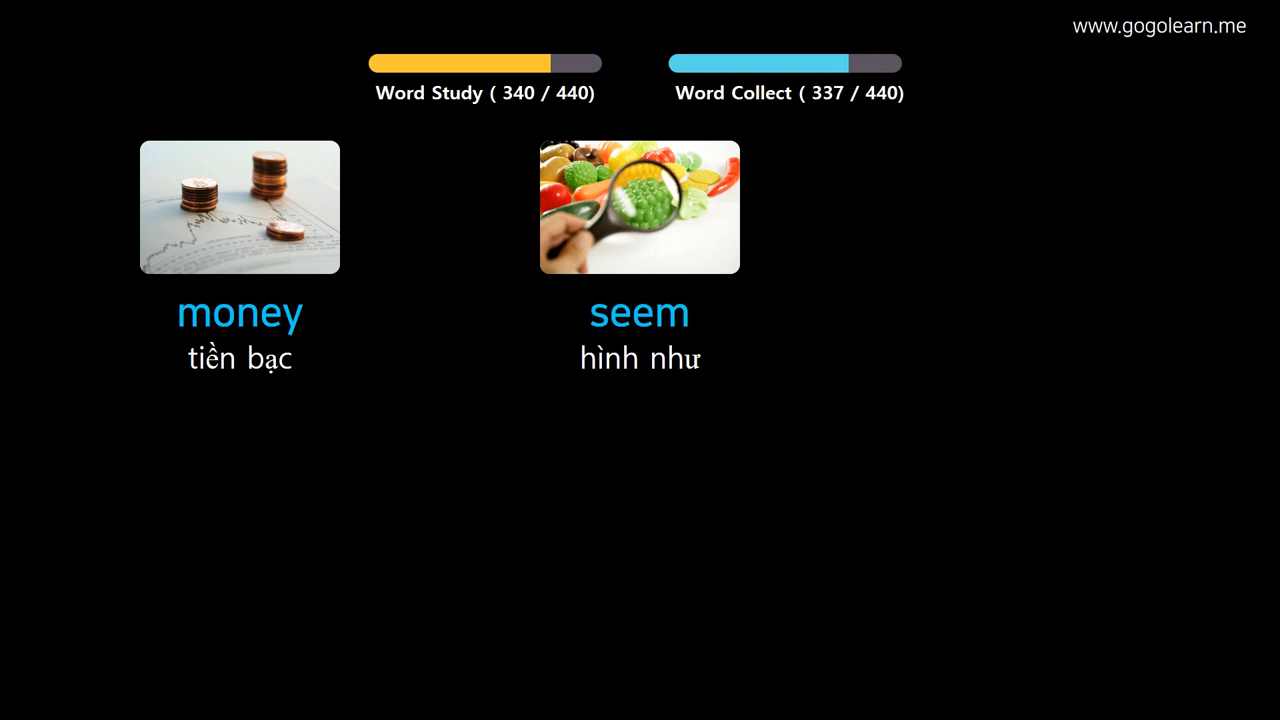 www.gogolearn.me
Word Study ( 340 / 440)
Word Collect ( 337 / 440)
money
tiền bạc
seem
hình như